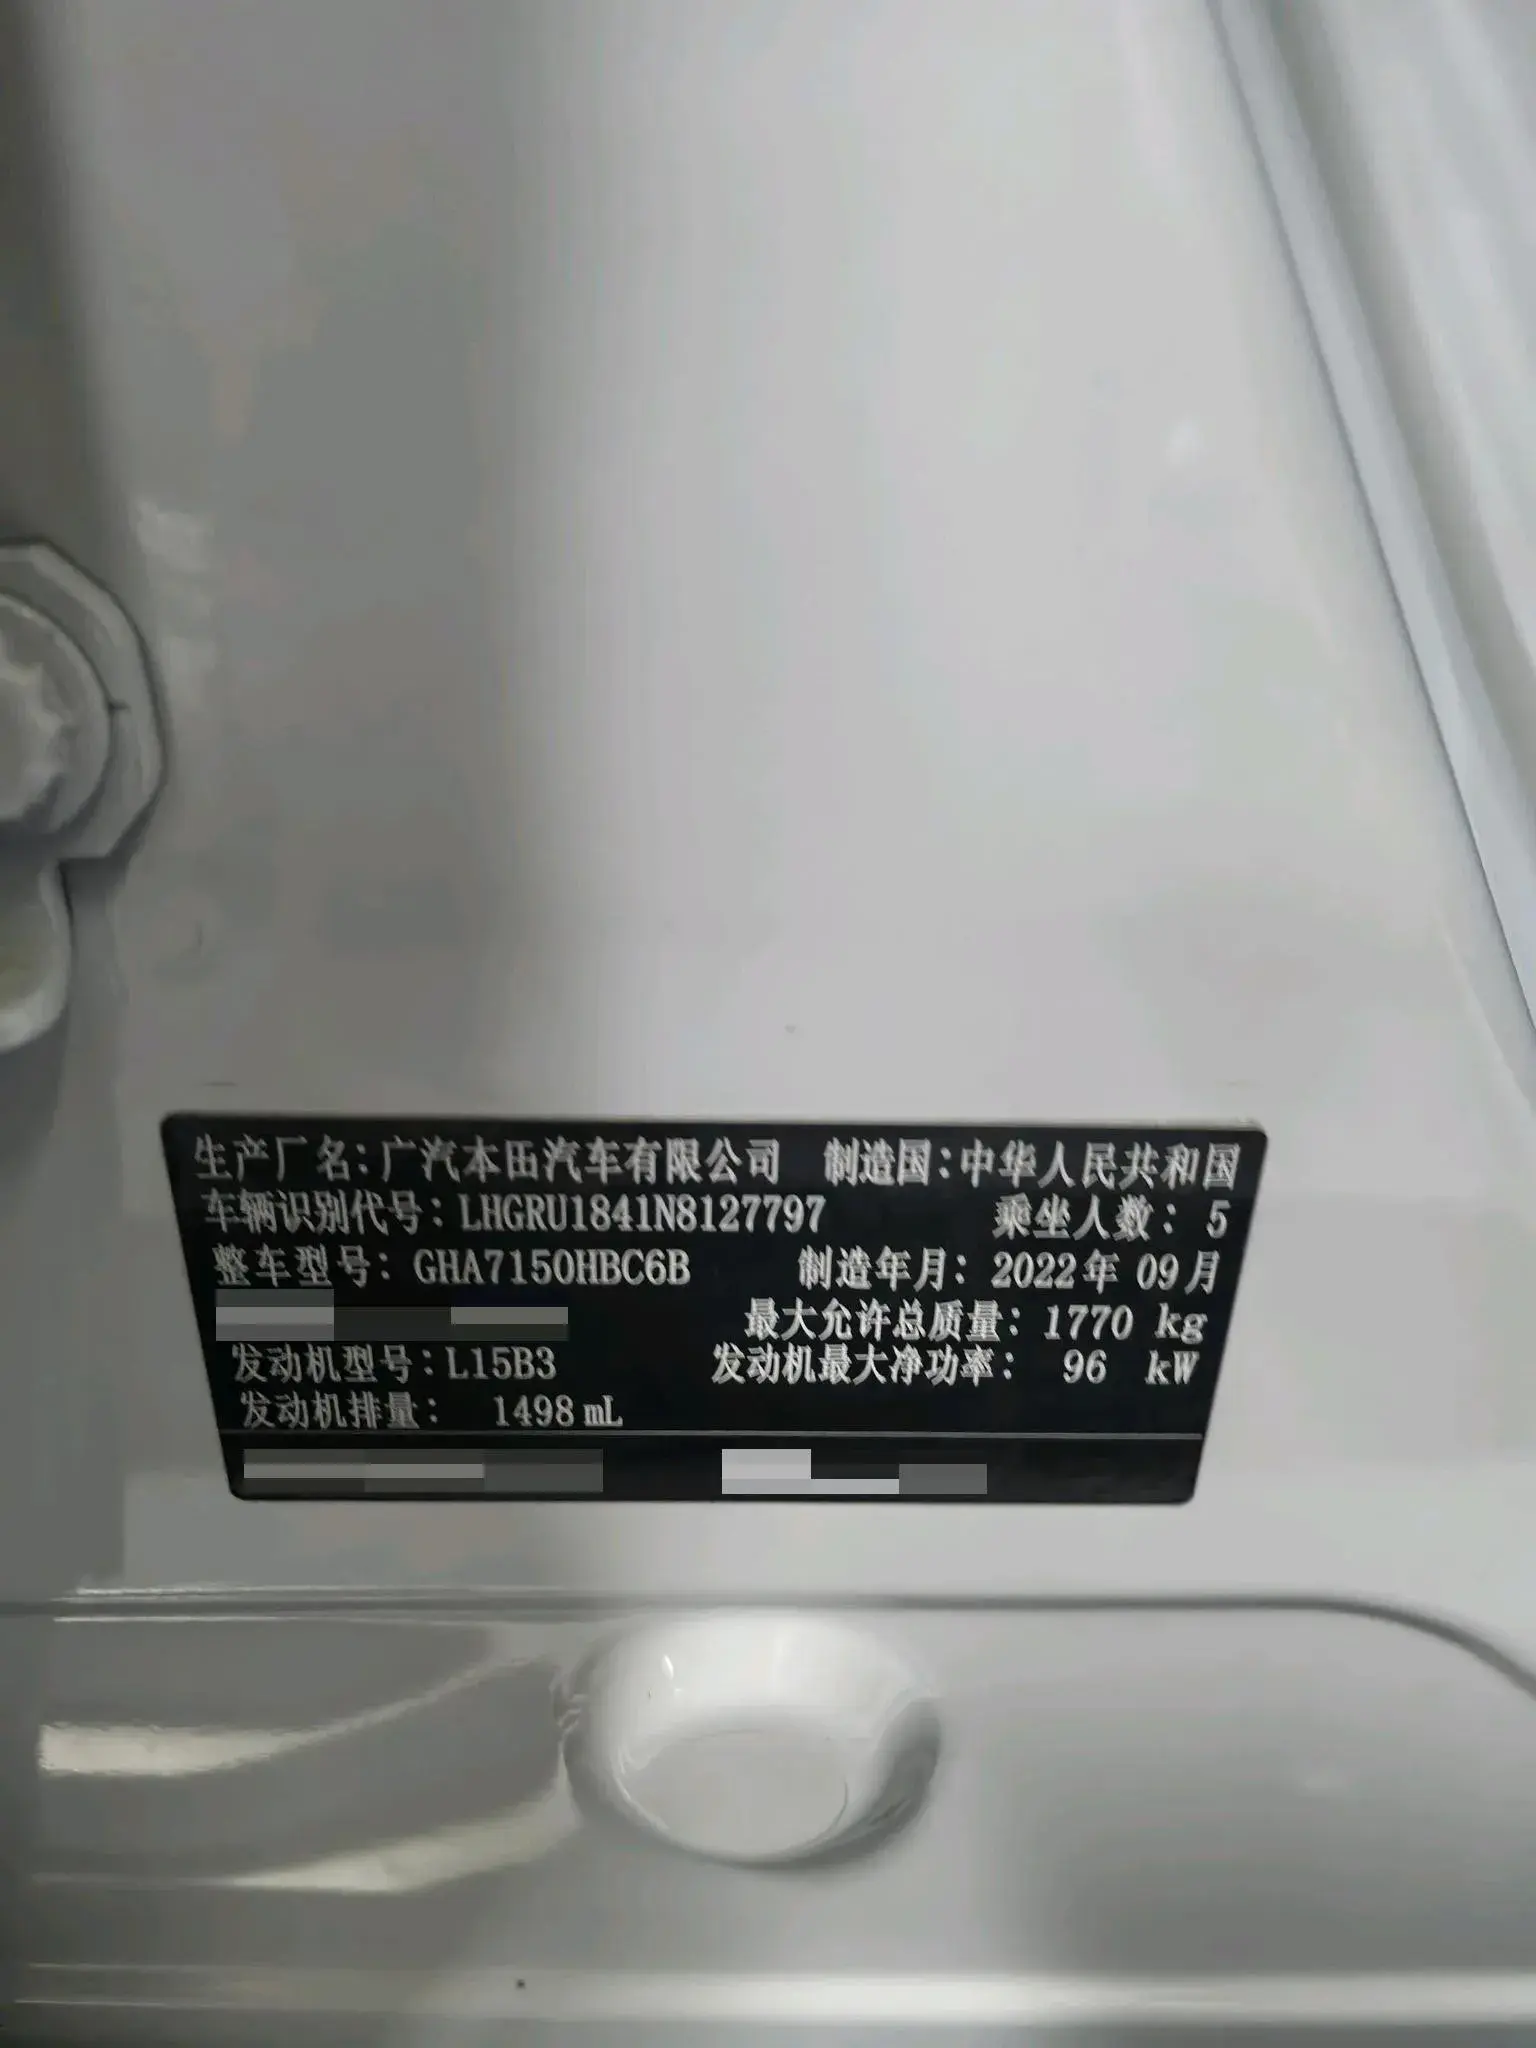 生产厂名：广汽本田汽车有限公司 制造国：中华人民共和国
车辆识别代号：LHGRU1841N8127797 乘坐人数：5
整车型号：GHA7150HBC6B 制造年月：2022年09月
最大允许总质量：1770 kg
发动机型号：L15B3 发动机最大净功率：96 kW
发动机排量：1498 mL